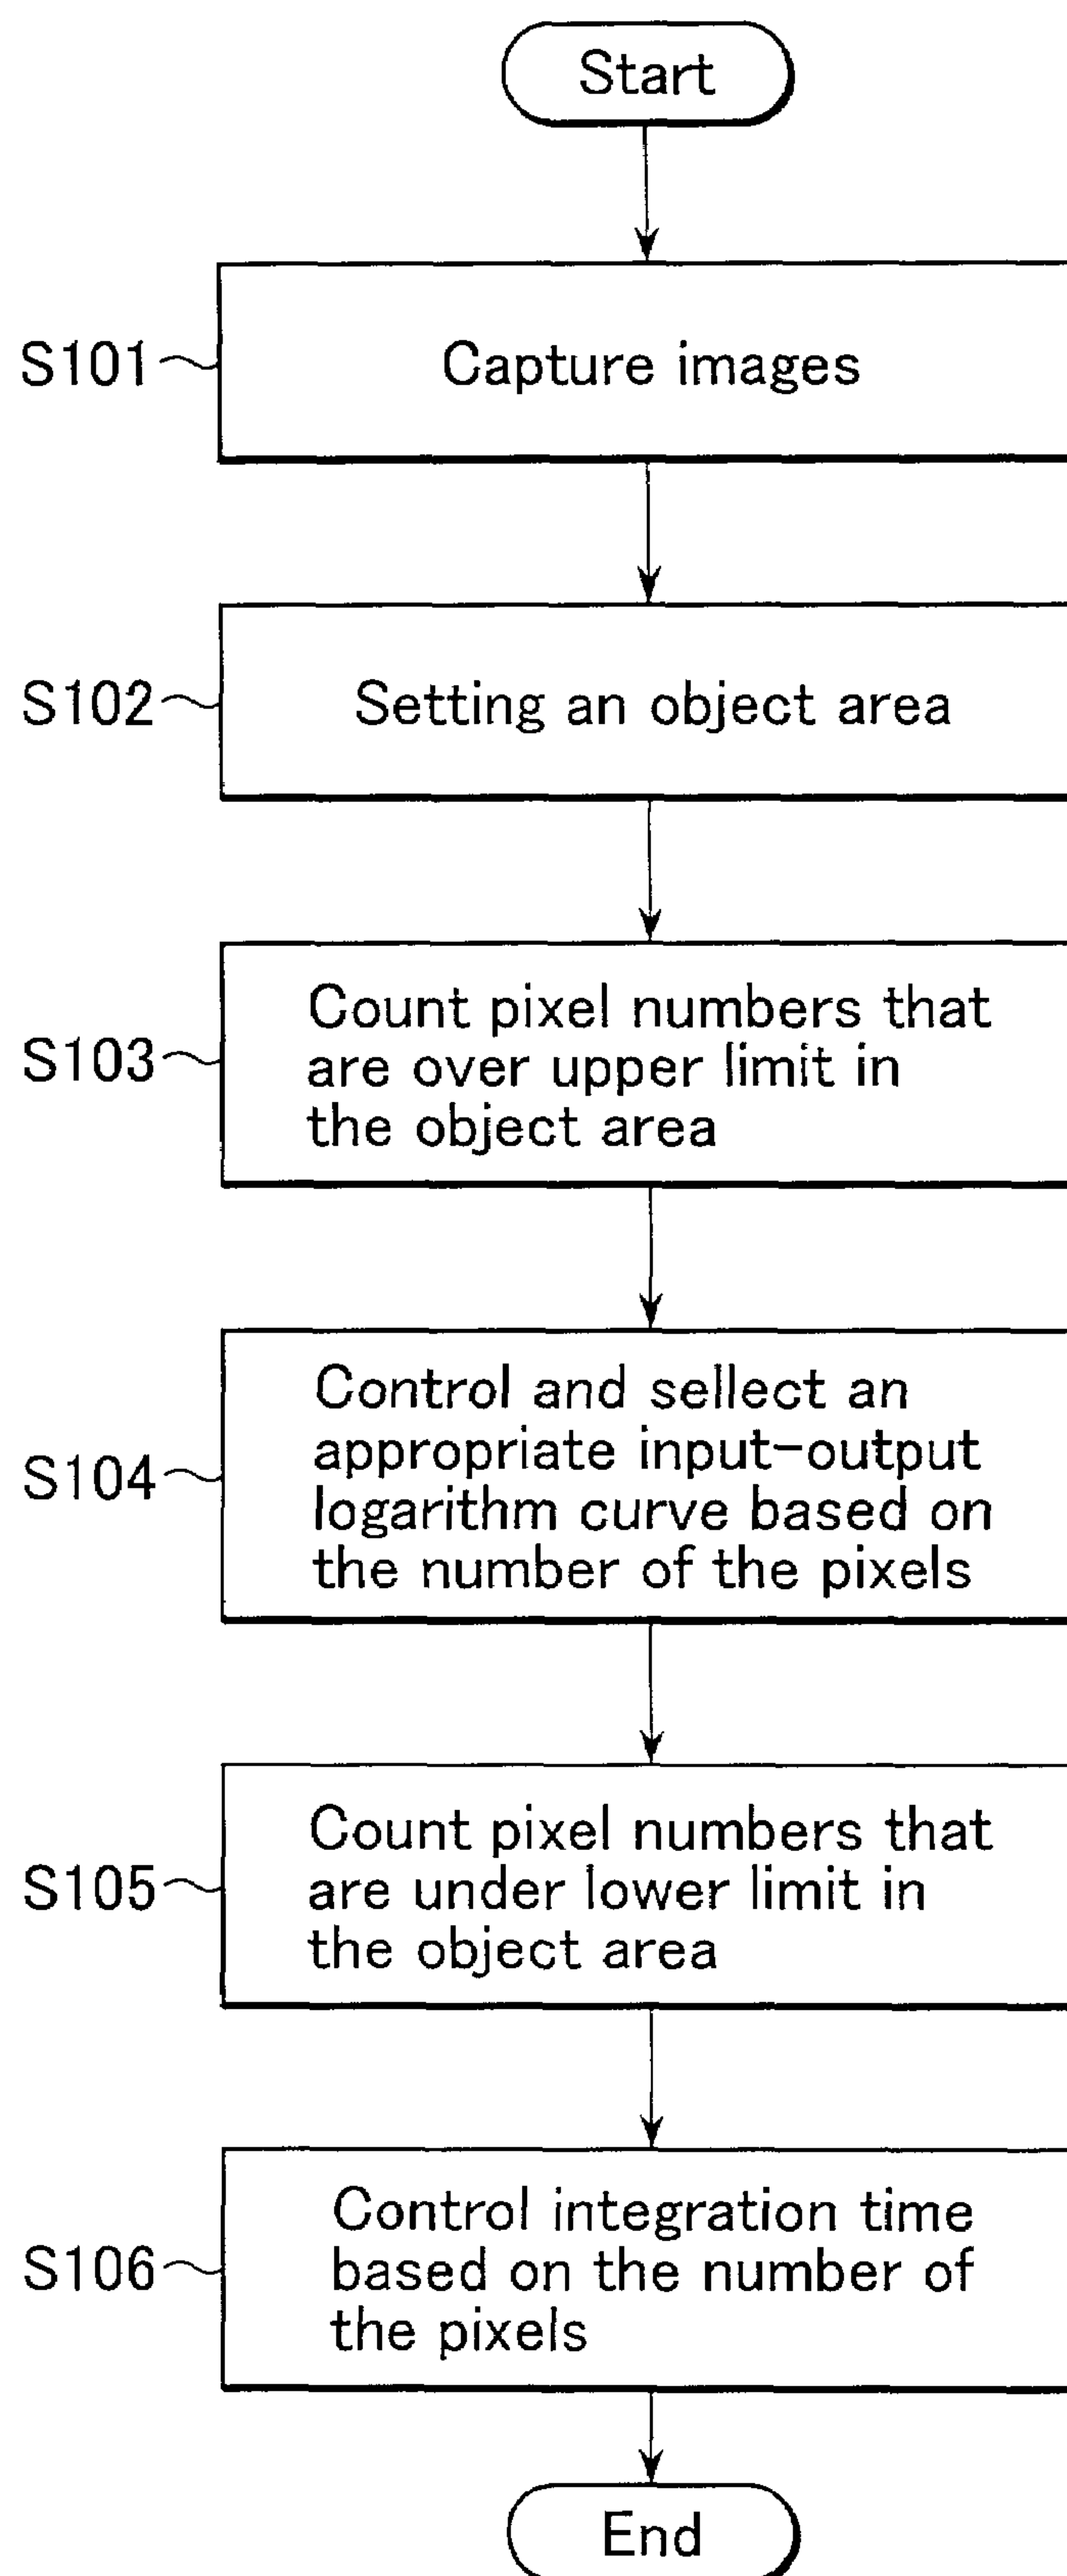 Start
S101
Capture images
S102
Setting an object area
S103
Count pixel numbers that
are over upper limit in
the object area
S104
Control and sellect an
appropriate input-output
logarithm curve based on
the number of the pixels
S105
Count pixel numbers that
are under lower limit in
the object area
S106
Control integration time
based on the number of
the pixels
End